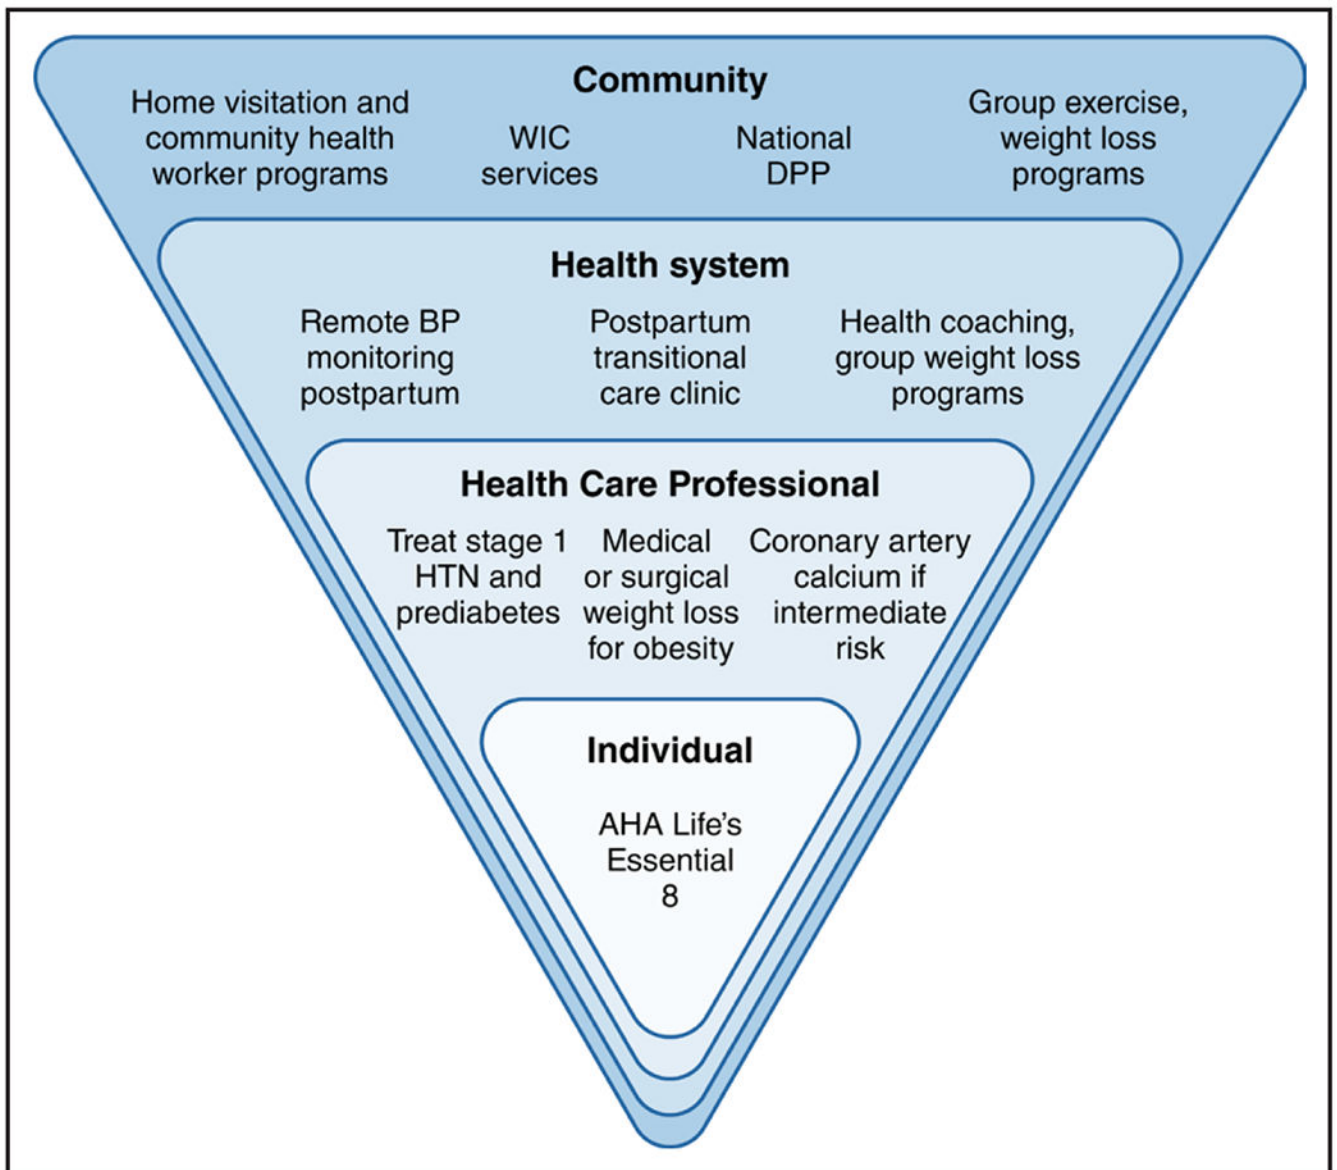 Community
Home visitation and
community health
worker programs
WIC
services
National
DPP
Group exercise,
weight loss
programs
Health system
Remote BP
monitoring
postpartum
Postpartum
transitional
care clinic
Health coaching,
group weight loss
programs
Health Care Professional
Treat stage 1
HTN and
prediabetes
Medical
or surgical
weight loss
for obesity
Coronary artery
calcium if
intermediate
risk
Individual
AHA Life’s
Essential
8